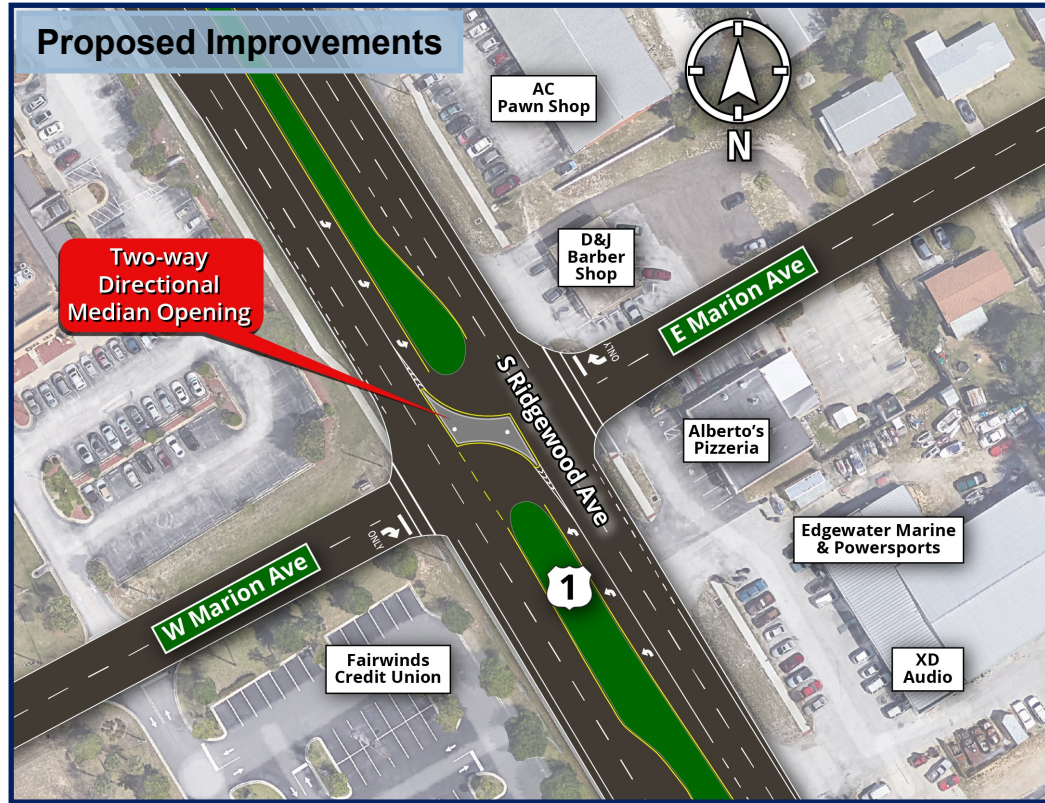 Proposed Improvements
AC
Pawn Shop
N
D&J
Barber
Shop
Two-way
Directional
Median Opening
E Marion Ave
ONLY
S Ridgewood Ave
Alberto's
Pizzeria
ONLY
Edgewater Marine
& Powersports
1
W Marion Ave
Fairwinds
Credit Union
XD
Audio